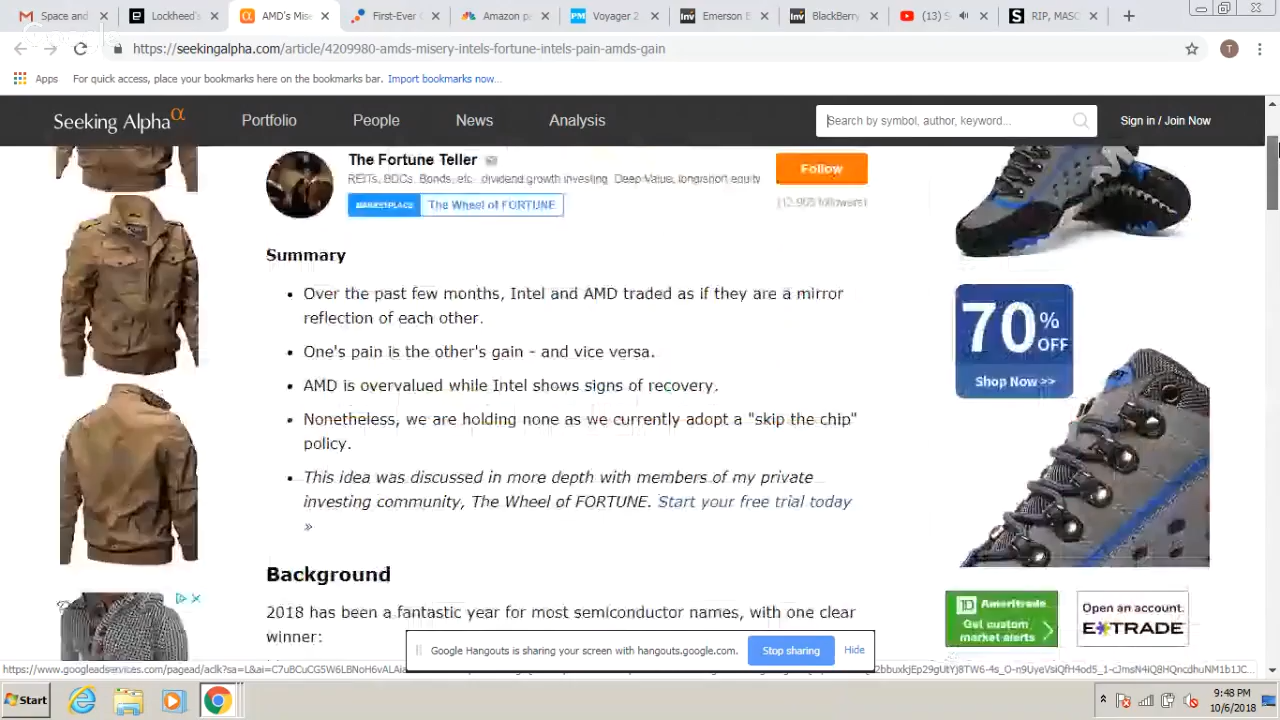 Space and
Lockheed's
AMD's Mise
First-Ever
Amazon pa
Voyager 2
Emerson
BlackBerry
(13) S
RIP, MASC
https://seekingalpha.com/article/4209980-amds-misery-intels-fortune-intels-pain-amds-gain
T
Apps
For quick access, place your bookmarks here on the bookmarks bar. Import bookmarks now...
Seeking Alpha α
Portfolio
People
News
Analysis
Search by symbol, author, keyword...
Sign in / Join Now
The Fortune Teller
REITs, BDCs, Bonds, etc. dividend growth investing, Deep Value, long/short equity
MARKETPLACE The Wheel of FORTUNE
Follow
followers)
Summary
• Over the past few months, Intel and AMD traded as if they are a mirror
reflection of each other.
• One's pain is the other's gain - and vice versa.
• AMD is overvalued while Intel shows signs of recovery.
• Nonetheless, we are holding none as we currently adopt a "skip the chip"
policy.
• This idea was discussed in more depth with members of my private
investing community, The Wheel of FORTUNE. Start your free trial today
»
Background
2018 has been a fantastic year for most semiconductor names, with one clear
winner:
70% OFF
Shop Now >>
TD Ameritrade
Get custom
market alerts
Open an account.
E*TRADE
Google Hangouts is sharing your screen with hangouts.google.com.
Stop sharing
Hide
Start
9:48 PM
10/6/2018